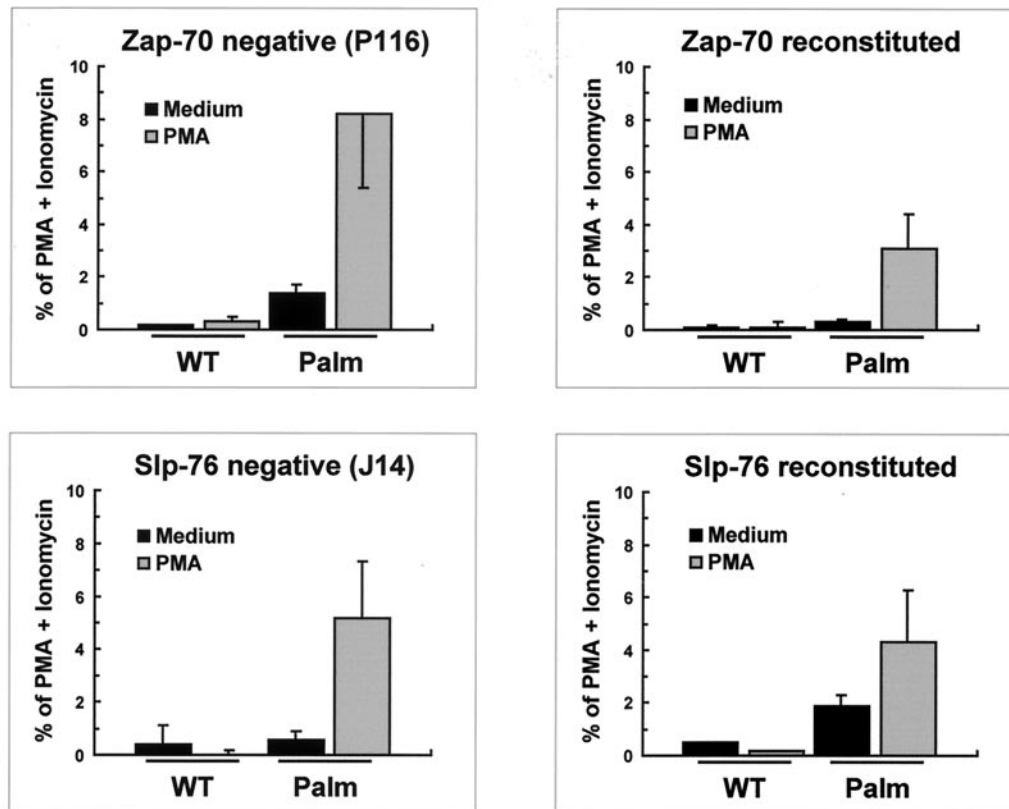 Zap-70 negative (P116)
% of PMA + Ionomycin
10
8
6
4
2
0
Medium
PMA
WT Palm
Zap-70 reconstituted
% of PMA + Ionomycin
10
8
6
4
2
0
Medium
PMA
WT Palm
Slp-76 negative (J14)
% of PMA + Ionomycin
10
8
6
4
2
0
Medium
PMA
WT Palm
Slp-76 reconstituted
% of PMA + Ionomycin
10
8
6
4
2
0
Medium
PMA
WT Palm